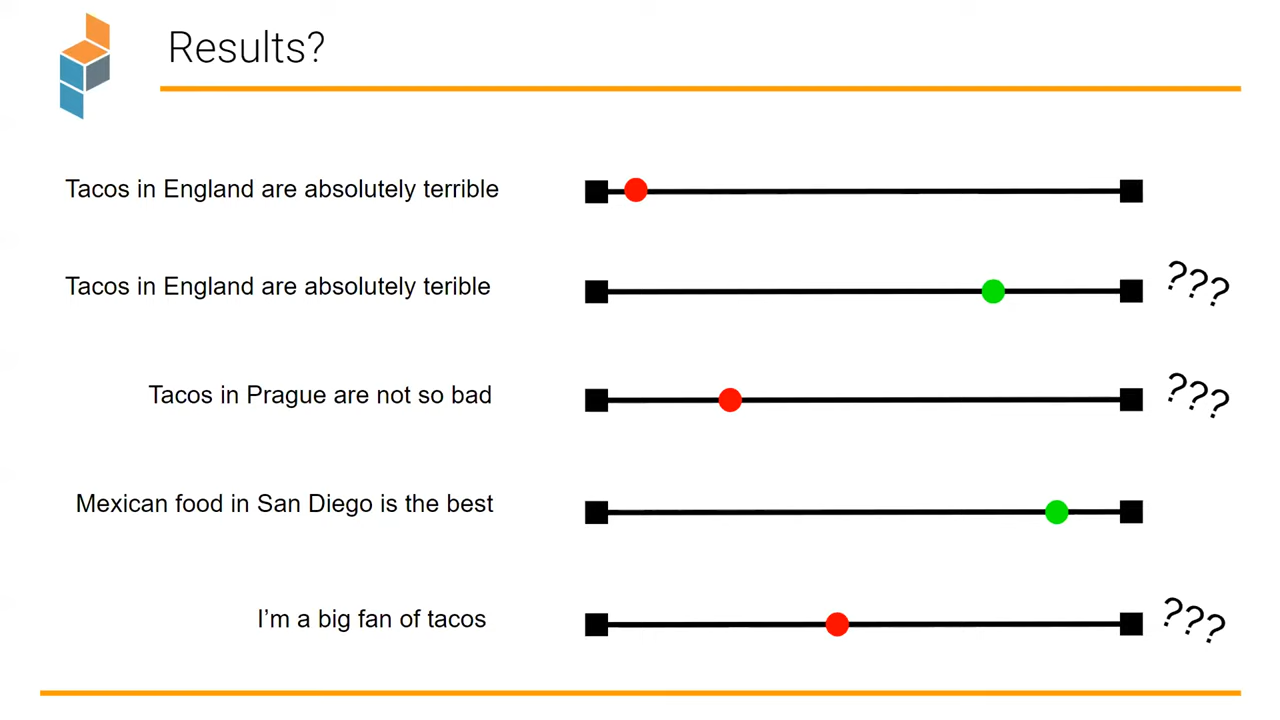 Results?
Tacos in England are absolutely terrible
Tacos in England are absolutely terible
???
Tacos in Prague are not so bad
???
Mexican food in San Diego is the best
I'm a big fan of tacos
???